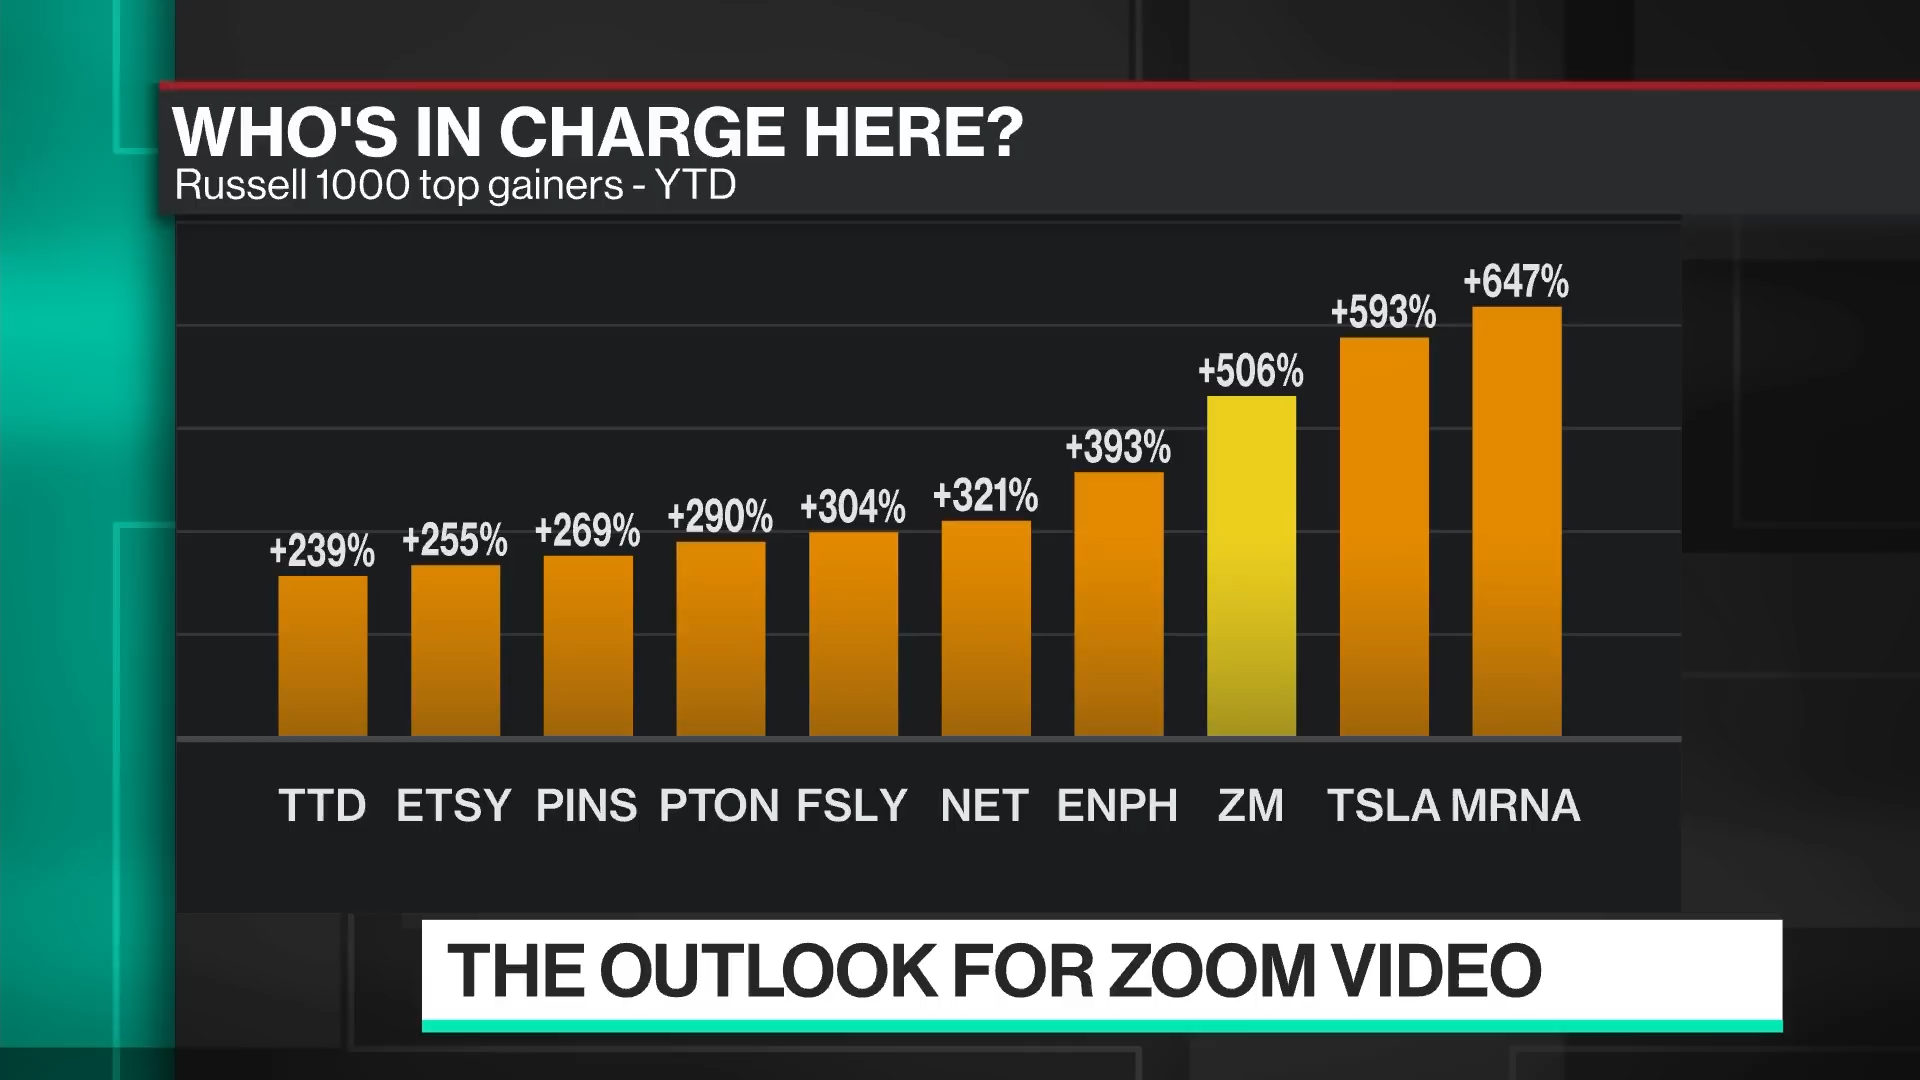 WHO'S IN CHARGE HERE?
Russell 1000 top gainers - YTD
+239% +255% +269% +290% +304% +321% +393% +506% +593% +647%
TTD ETSY PINS PTON FSLY NET ENPH ZM TSLA MRNA
THE OUTLOOK FOR ZOOM VIDEO